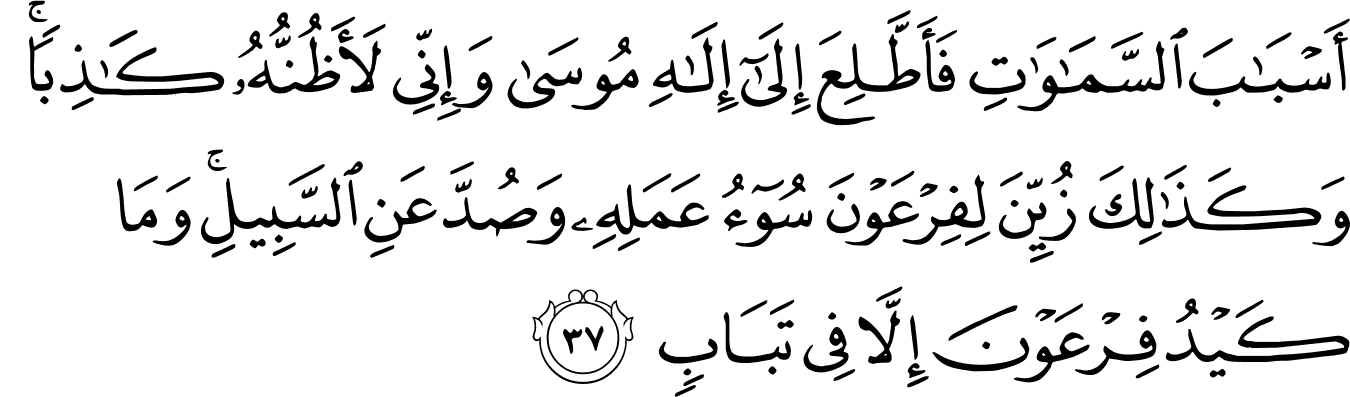 أَسْبَـٰبَ ٱلسَّمَـٰوَٰتِ فَأَطَّلِعَ إِلَىٰٓ إِلَـٰهِ مُوسَىٰ وَإِنِّى لَأَظُنُّهُۥ كَـٰذِبًا ۚ
وَكَذَٰلِكَ زُيِّنَ لِفِرْعَوْنَ سُوٓءُ عَمَلِهِۦ وَصُدَّ عَنِ ٱلسَّبِيلِ ۚ وَمَا
كَيْدُ فِرْعَوْنَ إِلَّا فِى تَبَابٍ ٣٧